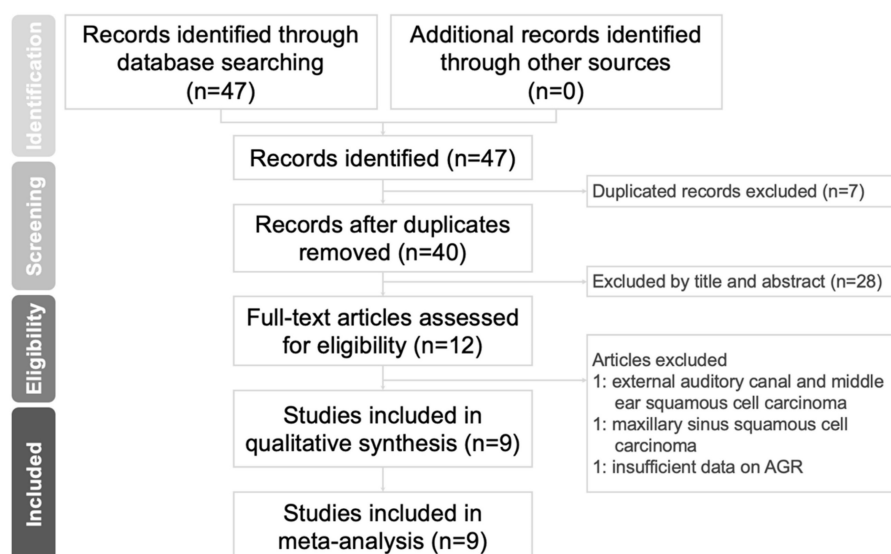 Identification
Records identified through
database searching
(n=47)
Additional records identified
through other sources
(n=0)
Records identified (n=47)
Duplicated records excluded (n=7)
Screening
Records after duplicates
removed (n=40)
Excluded by title and abstract (n=28)
Eligibility
Full-text articles assessed
for eligibility (n=12)
Articles excluded
1: external auditory canal and middle
ear squamous cell carcinoma
1: maxillary sinus squamous cell
carcinoma
1: insufficient data on AGR
Included
Studies included in
qualitative synthesis (n=9)
Studies included in
meta-analysis (n=9)